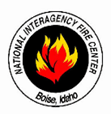 NATIONAL INTERAGENCY FIRE CENTER
Boise, Idaho